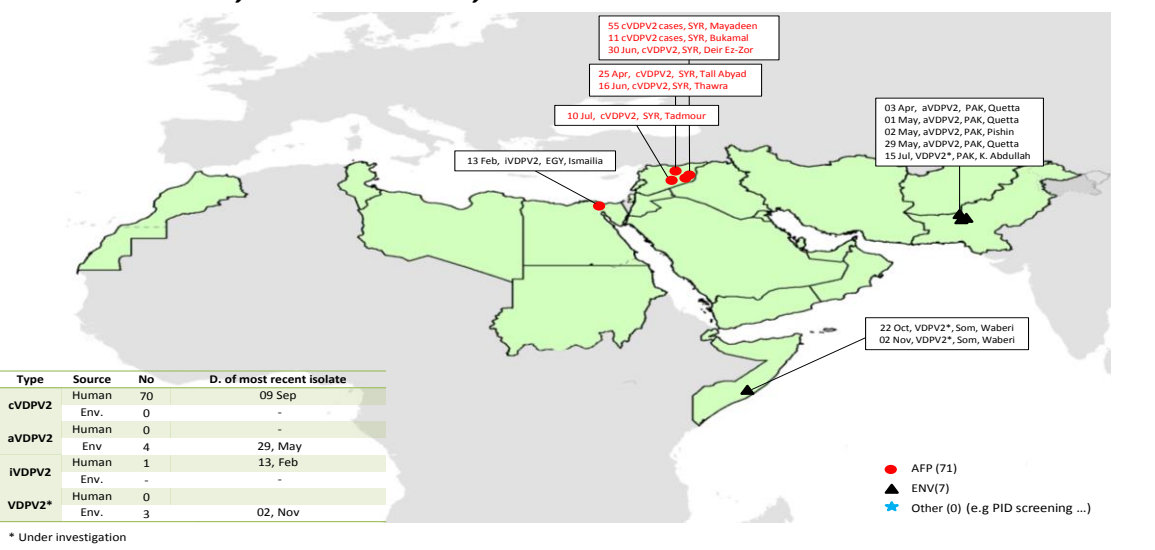 55 cVDPV2 cases, SYR, Mayadeen
11 cVDPV2 cases, SYR, Bukamal
30 Jun, cVDPV2, SYR, Deir Ez-Zor
25 Apr, cVDPV2, SYR, Tall Abyad
16 Jun, cVDPV2, SYR, Thawra
10 Jul, cVDPV2, SYR, Tadmour
13 Feb, iVDPV2, EGY, Ismailia
03 Apr, aVDPV2, PAK, Quetta
01 May, aVDPV2, PAK, Quetta
02 May, aVDPV2, PAK, Pishin
29 May, aVDPV2, PAK, Quetta
15 Jul, VDPV2*, PAK, K. Abdullah
22 Oct, VDPV2*, Som, Waberi
02 Nov, VDPV2*, Som, Waberi
Type Source No D. of most recent isolate
cVDPV2 Human 70 09 Sep
Env. 0 -
aVDPV2 Human 0 -
Env 4 29, May
iVDPV2 Human 1 13, Feb
Env. - -
VDPV2* Human 0
Env. 3 02, Nov
* Under investigation
AFP (71)
ENV(7)
Other (0) (e.g PID screening ...)